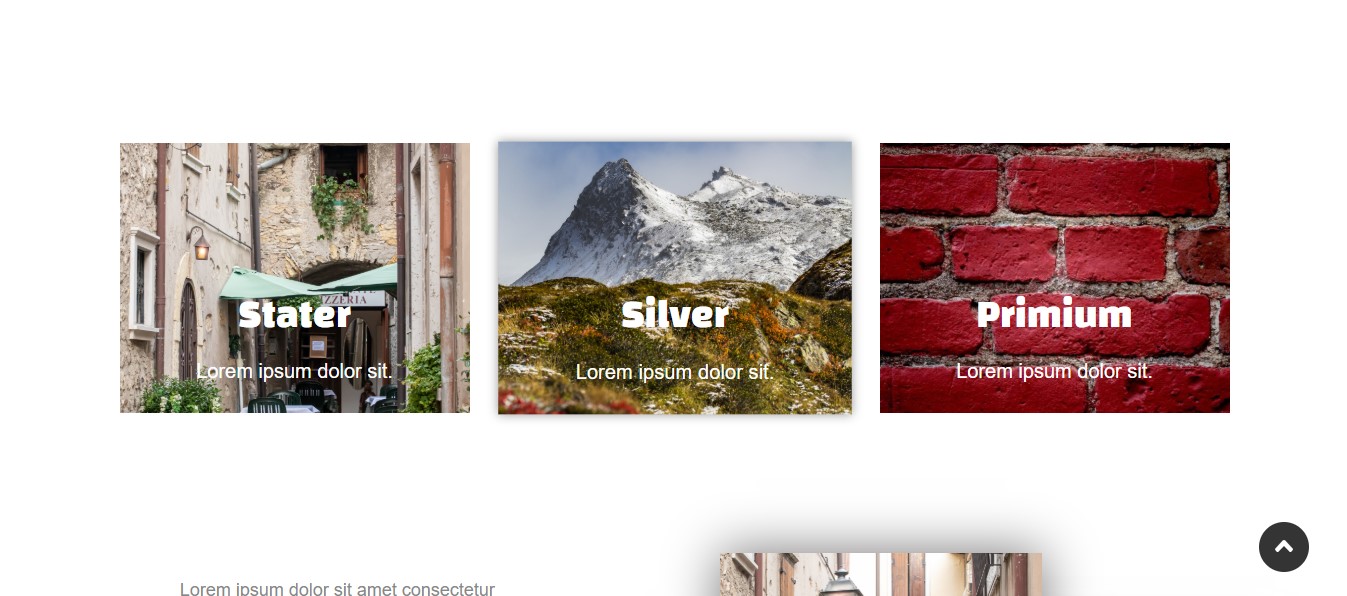 ZZERIA
Stater
Lorem ipsum dolor sit.
Silver
Lorem ipsum dolor sit.
Primium
Lorem ipsum dolor sit.
Lorem ipsum dolor sit amet consectetur